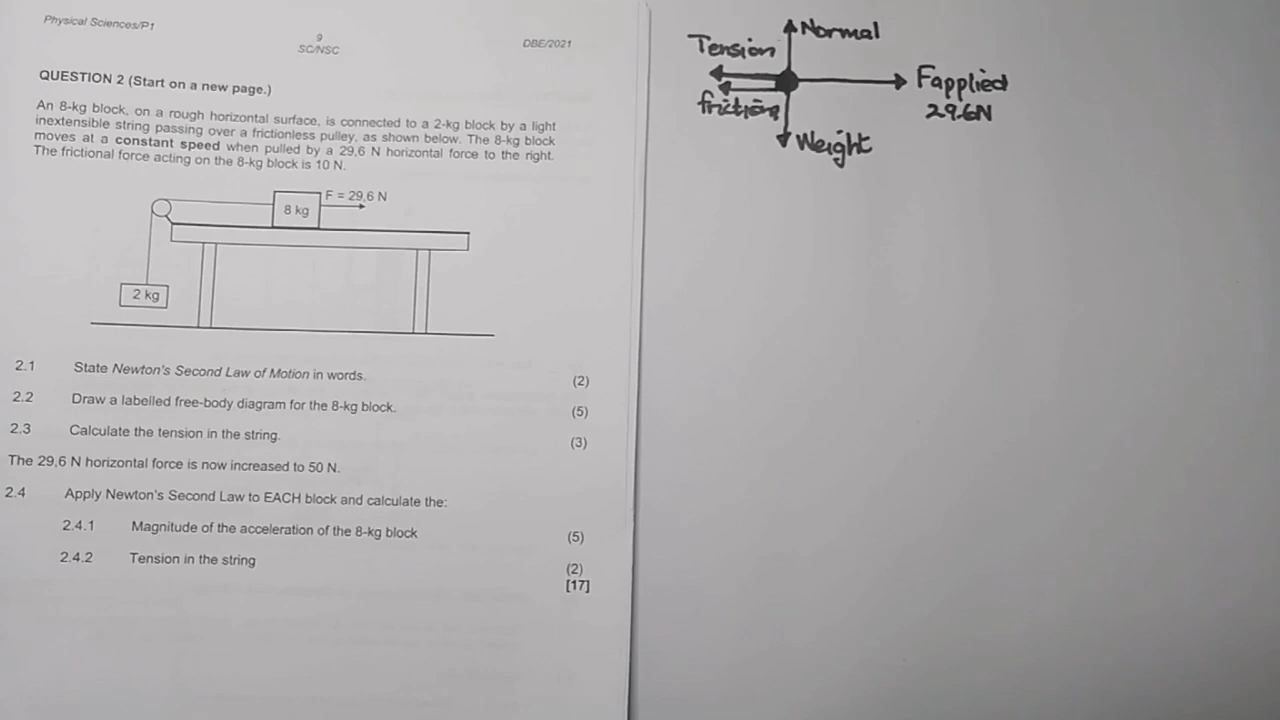 Physical Sciences/P1
9
SC/NSC
DBE/2021
QUESTION 2 (Start on a new page.)
An 8-kg block, on a rough horizontal surface, is connected to a 2-kg block by a light
inextensible string passing over a frictionless pulley, as shown below. The 8-kg block
moves at a constant speed when pulled by a 29,6 N horizontal force to the right.
The frictional force acting on the 8-kg block is 10 N.
F = 29,6 N
8 kg
2 kg
2.1 State Newton's Second Law of Motion in words. (2)
2.2 Draw a labelled free-body diagram for the 8-kg block. (5)
2.3 Calculate the tension in the string. (3)
The 29,6 N horizontal force is now increased to 50 N.
2.4 Apply Newton's Second Law to EACH block and calculate the:
2.4.1 Magnitude of the acceleration of the 8-kg block (5)
2.4.2 Tension in the string (2)
[17]
Normal
Tension
Fapplied
friction
29.6N
Weight